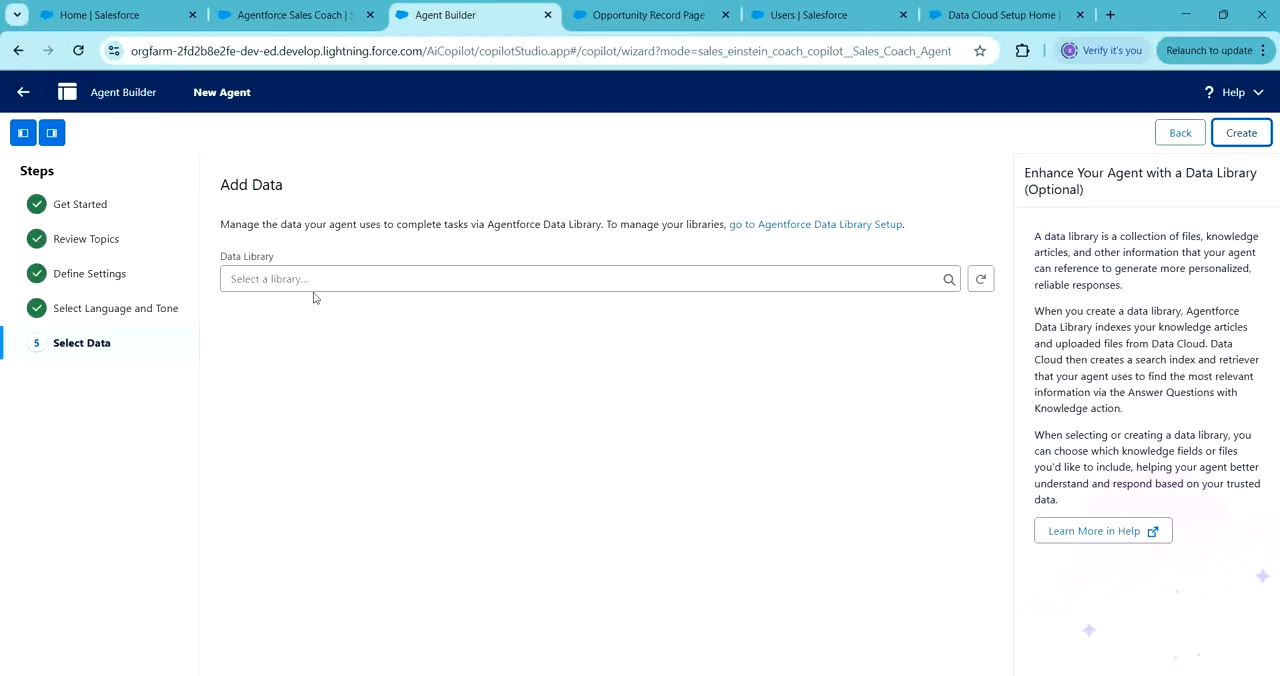 Home | Salesforce
Agentforce Sales Coach |
Agent Builder
Opportunity Record Page
Users | Salesforce
Data Cloud Setup Home |
orgfarm-2fd2b8e2fe-dev-ed.develop.lightning.force.com/AiCopilot/copilotStudio.app#/copilot/wizard?mode=sales_einstein_coach_copilot__Sales_Coach_Agent
Verify it's you
Relaunch to update
Agent Builder
New Agent
? Help
Back
Create
Steps
Get Started
Review Topics
Define Settings
Select Language and Tone
5 Select Data
Add Data
Manage the data your agent uses to complete tasks via Agentforce Data Library. To manage your libraries, go to Agentforce Data Library Setup.
Data Library
Select a library...
Enhance Your Agent with a Data Library
(Optional)
A data library is a collection of files, knowledge
articles, and other information that your agent
can reference to generate more personalized,
reliable responses.
When you create a data library, Agentforce
Data Library indexes your knowledge articles
and uploaded files from Data Cloud. Data
Cloud then creates a search index and retriever
that your agent uses to find the most relevant
information via the Answer Questions with
Knowledge action.
When selecting or creating a data library, you
can choose which knowledge fields or files
you'd like to include, helping your agent better
understand and respond based on your trusted
data.
Learn More in Help